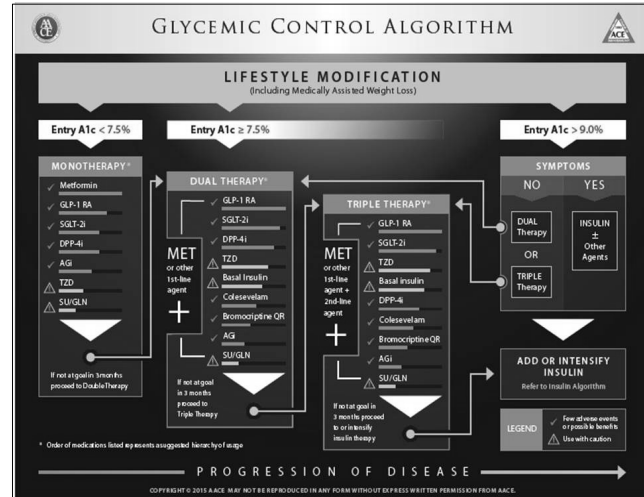 AACE
GLYCEMIC CONTROL ALGORITHM
ACE
LIFESTYLE MODIFICATION
(Including Medically Assisted Weight Loss)
Entry A1c < 7.5%
Entry A1c ≥ 7.5%
Entry A1c > 9.0%
MONOTHERAPY*
Metformin
GLP-1 RA
SGLT-2i
DPP-4i
AGi
TZD
SU/GLN
If not at goal in 3 months
proceed to Double Therapy
DUAL THERAPY*
GLP-1 RA
SGLT-2i
DPP-4i
TZD
Basal Insulin
Colesevelam
Bromocriptine QR
AGi
SU/GLN
MET
or other
1st-line
agent
+
If not at goal
in 3 months
proceed to
Triple Therapy
TRIPLE THERAPY*
GLP-1 RA
SGLT-2i
TZD
Basal insulin
DPP-4i
Colesevelam
Bromocriptine QR
AGi
SU/GLN
MET
or other
1st-line
agent +
2nd-line
agent
+
If not at goal in
3 months proceed
to or intensify
insulin therapy
SYMPTOMS
NO
YES
DUAL
Therapy
OR
TRIPLE
Therapy
INSULIN
±
Other
Agents
ADD OR INTENSIFY
INSULIN
Refer to Insulin Algorithm
LEGEND
Few adverse events
or possible benefits
Use with caution
* Order of medications listed represents a suggested hierarchy of usage
PROGRESSION OF DISEASE
COPYRIGHT © 2015 AACE MAY NOT BE REPRODUCED IN ANY FORM WITHOUT EXPRESS WRITTEN PERMISSION FROM AACE.